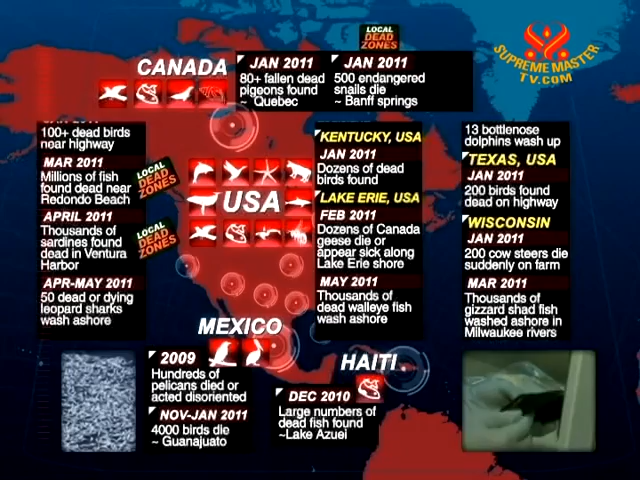 LOCAL
DEAD
ZONES
SUPREME MASTER
TV.COM
CANADA
JAN 2011
80+ fallen dead
pigeons found
~ Quebec
JAN 2011
500 endangered
snails die
~ Banff springs
100+ dead birds
near highway
MAR 2011
Millions of fish
found dead near
Redondo Beach
LOCAL
DEAD
ZONES
APRIL 2011
Thousands of
sardines found
dead in Ventura
Harbor
LOCAL
DEAD
ZONES
APR-MAY 2011
50 dead or dying
leopard sharks
wash ashore
USA
KENTUCKY, USA
JAN 2011
Dozens of dead
birds found
LAKE ERIE, USA
FEB 2011
Dozens of Canada
geese die or
appear sick along
Lake Erie shore
MAY 2011
Thousands of
dead walleye fish
wash ashore
13 bottlenose
dolphins wash up
TEXAS, USA
JAN 2011
200 birds found
dead on highway
WISCONSIN
JAN 2011
200 cow steers die
suddenly on farm
MAR 2011
Thousands of
gizzard shad fish
washed ashore in
Milwaukee rivers
MEXICO
2009
Hundreds of
pelicans died or
acted disoriented
NOV-JAN 2011
4000 birds die
~ Guanajuato
HAITI
DEC 2010
Large numbers of
dead fish found
~Lake Azuei